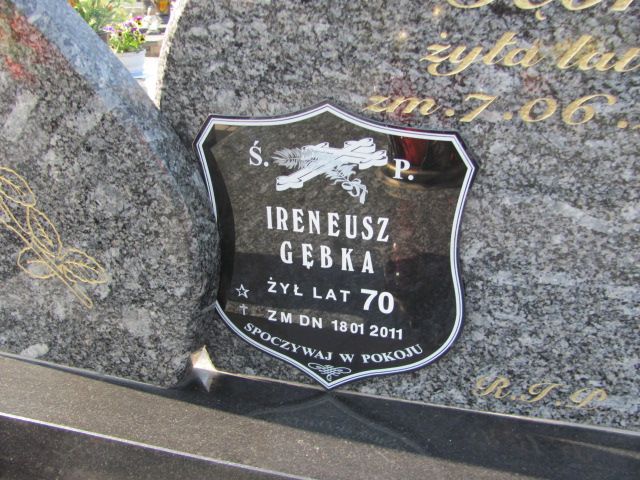 żyła lat
zm.7.06.
Ś. P.
IRENEUSZ
GĘBKA
ŻYŁ LAT 70
ZM DN 18 01 2011
SPOCZYWAJ W POKOJU
R.I.P